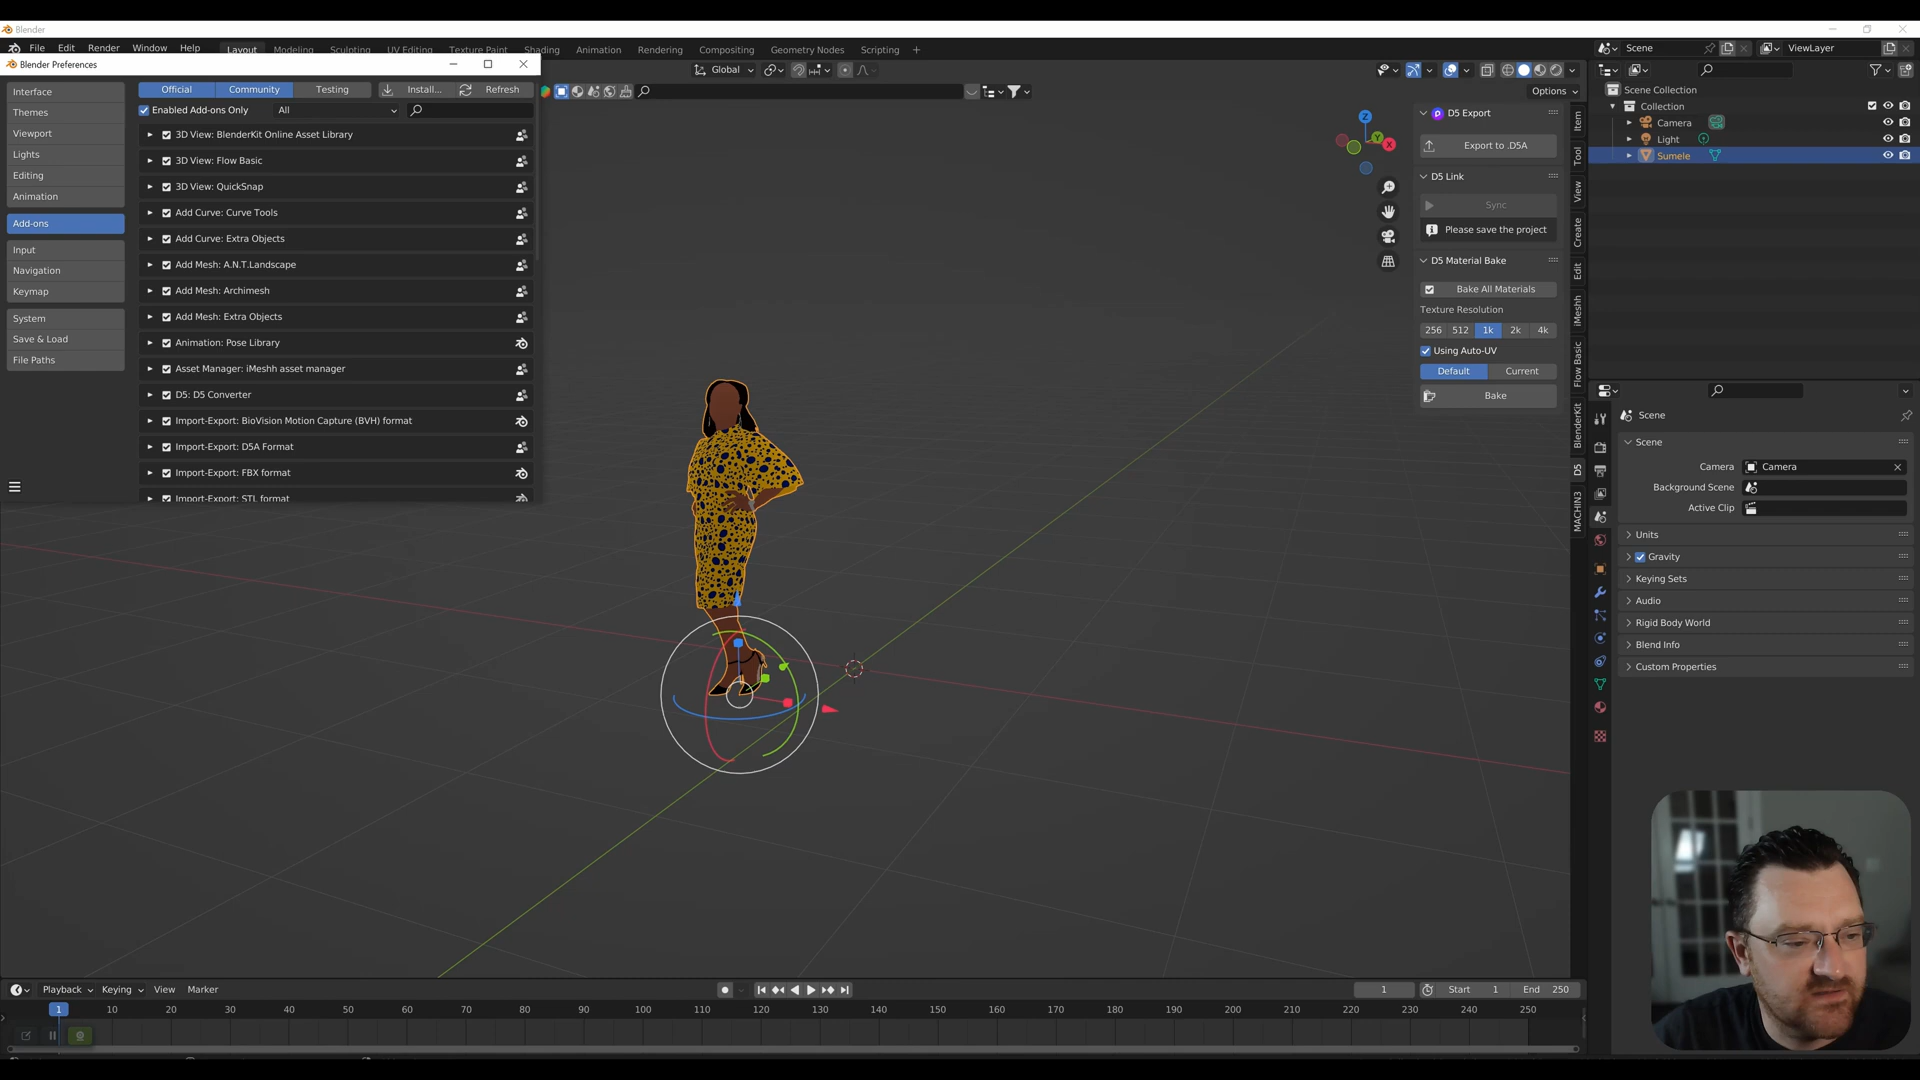 Blender
File Edit Render Window Help Layout Modeling Sculpting UV Editing Texture Paint Shading Animation Rendering Compositing Geometry Nodes Scripting +
Scene ViewLayer
Blender Preferences
Global
Interface
Themes
Viewport
Lights
Editing
Animation
Add-ons
Input
Navigation
Keymap
System
Save & Load
File Paths
Official Community Testing Install... Refresh
Enabled Add-ons Only All
3D View: BlenderKit Online Asset Library
3D View: Flow Basic
3D View: QuickSnap
Add Curve: Curve Tools
Add Curve: Extra Objects
Add Mesh: A.N.T.Landscape
Add Mesh: Archimesh
Add Mesh: Extra Objects
Animation: Pose Library
Asset Manager: iMeshh asset manager
D5: D5 Converter
Import-Export: BioVision Motion Capture (BVH) format
Import-Export: D5A Format
Import-Export: FBX format
Import-Export: STL format
Options
Z
Y
X
D5 Export
Export to .D5A
D5 Link
Sync
Please save the project
D5 Material Bake
Bake All Materials
Texture Resolution
256 512 1k 2k 4k
Using Auto-UV
Default Current
Bake
Item
Tool
View
Create
Edit
iMeshh
Flow Basic
BlenderKit
D5
MACHIN3
Scene Collection
Collection
Camera
Light
Sumele
Scene
Scene
Camera Camera
Background Scene
Active Clip
Units
Gravity
Keying Sets
Audio
Rigid Body World
Blend Info
Custom Properties
Playback Keying View Marker
1 Start 1 End 250
1 10 20 30 40 50 60 70 80 90 100 110 120 130 140 150 160 170 180 190 200 210 220 230 240 250